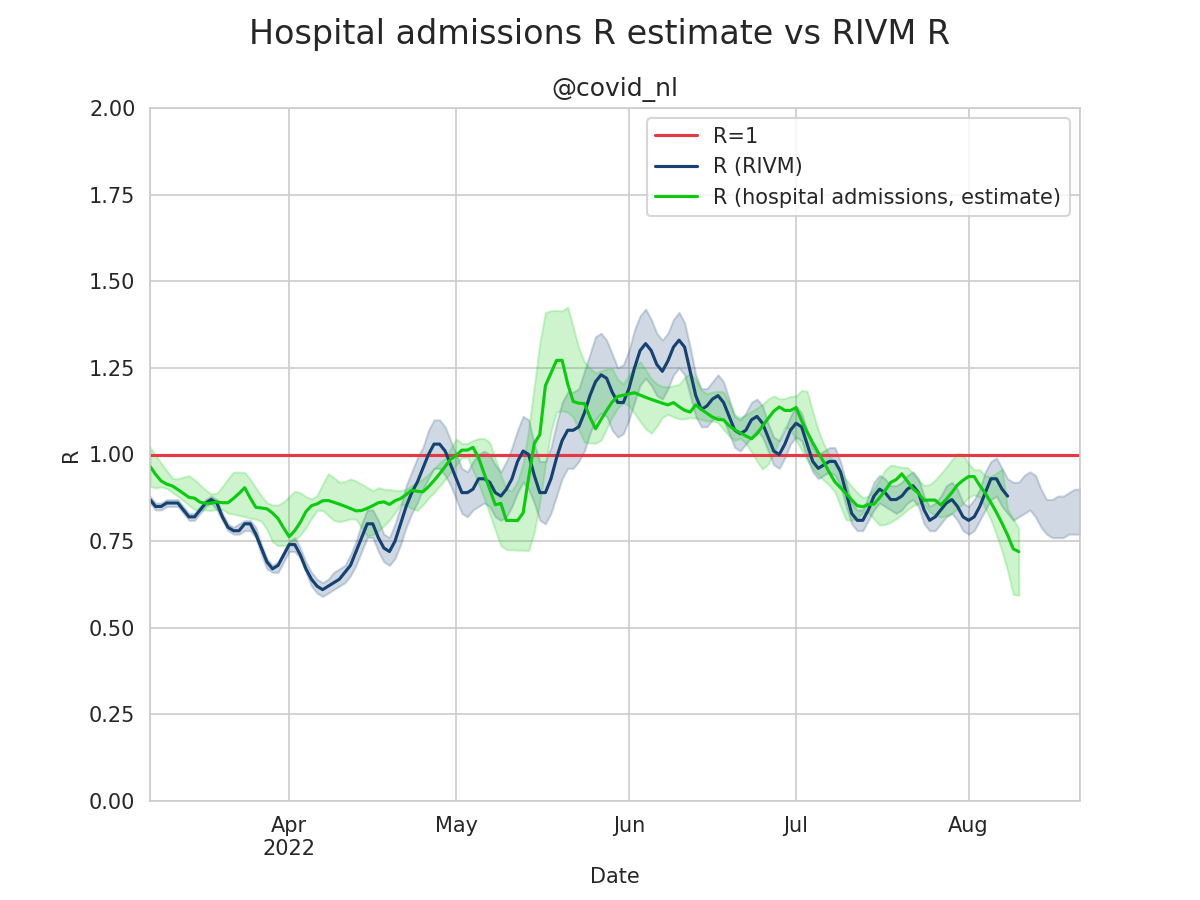 Hospital admissions R estimate vs RIVM R
@covid_nl
R=1
R (RIVM)
R (hospital admissions, estimate)
2.00
1.75
1.50
1.25
1.00
0.75
0.50
0.25
0.00
R
Apr
2022
May
Jun
Jul
Aug
Date